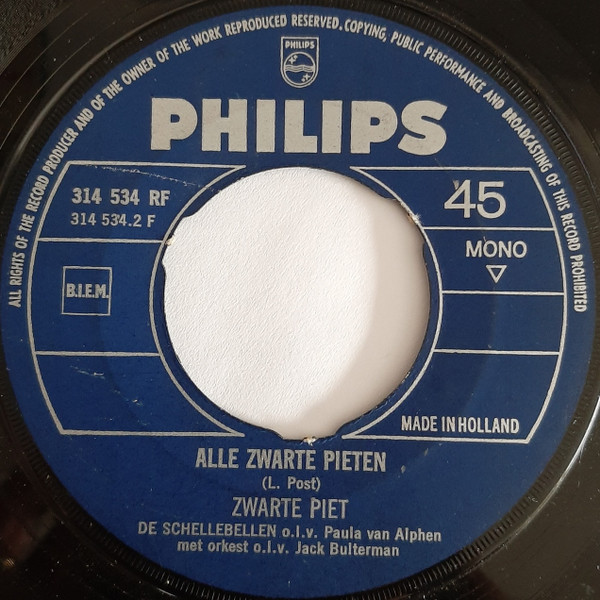 ALL RIGHTS OF THE RECORD PRODUCER AND OF THE OWNER OF THE WORK REPRODUCED RESERVED. COPYING, PUBLIC PERFORMANCE AND BROADCASTING OF THIS RECORD PROHIBITED
PHILIPS
PHILIPS
314 534 RF
314 534.2 F
45
MONO
B.I.E.M.
MADE IN HOLLAND
ALLE ZWARTE PIETEN
(L. Post)
ZWARTE PIET
DE SCHELLEBELLEN o.l.v. Paula van Alphen
met orkest o.l.v. Jack Bulterman